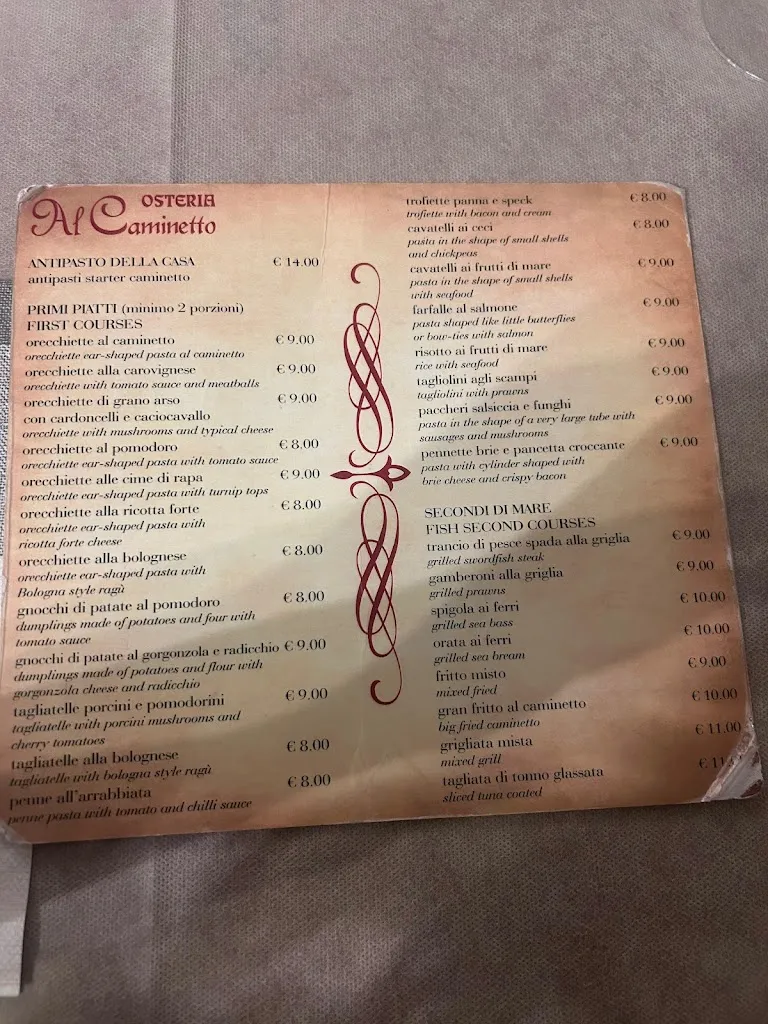 OSTERIA
Al Caminetto
ANTIPASTO DELLA CASA € 14.00
antipasti starter caminetto
PRIMI PIATTI (minimo 2 porzioni)
FIRST COURSES
orecchiette al caminetto € 9.00
orecchiette ear-shaped pasta al caminetto
orecchiette alla carovignese € 9.00
orecchiette with tomato sauce and meatballs
orecchiette di grano arso € 9.00
con cardoncelli e caciocavallo
orecchiette with mushrooms and typical cheese
orecchiette al pomodoro € 8.00
orecchiette ear-shaped pasta with tomato sauce
orecchiette alle cime di rapa € 9.00
orecchiette ear-shaped pasta with turnip tops
orecchiette alla ricotta forte € 8.00
orecchiette ear-shaped pasta with
ricotta forte cheese
orecchiette alla bolognese € 8.00
orecchiette ear-shaped pasta with
Bologna style ragù
gnocchi di patate al pomodoro € 8.00
dumplings made of potatoes and four with
tomato sauce
gnocchi di patate al gorgonzola e radicchio € 9.00
dumplings made of potatoes and flour with
gorgonzola cheese and radicchio
tagliatelle porcini e pomodorini € 9.00
tagliatelle with porcini mushrooms and
cherry tomatoes
tagliatelle alla bolognese € 8.00
tagliatelle with bologna style ragù
penne all'arrabbiata € 8.00
penne pasta with tomato and chilli sauce
trofiette panna e speck € 8.00
trofiette with bacon and cream
cavatelli ai ceci € 8.00
pasta in the shape of small shells
and chickpeas
cavatelli ai frutti di mare € 9.00
pasta in the shape of small shells
with seafood
farfalle al salmone € 9.00
pasta shaped like little butterflies
or bow-ties with salmon
risotto ai frutti di mare € 9.00
rice with seafood
tagliolini agli scampi € 9.00
tagliolini with prawns
paccheri salsiccia e funghi € 9.00
pasta in the shape of a very large tube with
sausages and mushrooms
pennette brie e pancetta croccante € 9.00
pasta with cylinder shaped with
brie cheese and crispy bacon
SECONDI DI MARE
FISH SECOND COURSES
trancio di pesce spada alla griglia € 9.00
grilled swordfish steak
gamberoni alla griglia € 9.00
grilled prawns
spigola ai ferri € 10.00
grilled sea bass
orata ai ferri € 10.00
grilled sea bream
fritto misto € 9.00
mixed fried
gran fritto al caminetto € 10.00
big fried caminetto
grigliata mista € 11.00
mixed grill
tagliata di tonno glassata €
sliced tuna coated